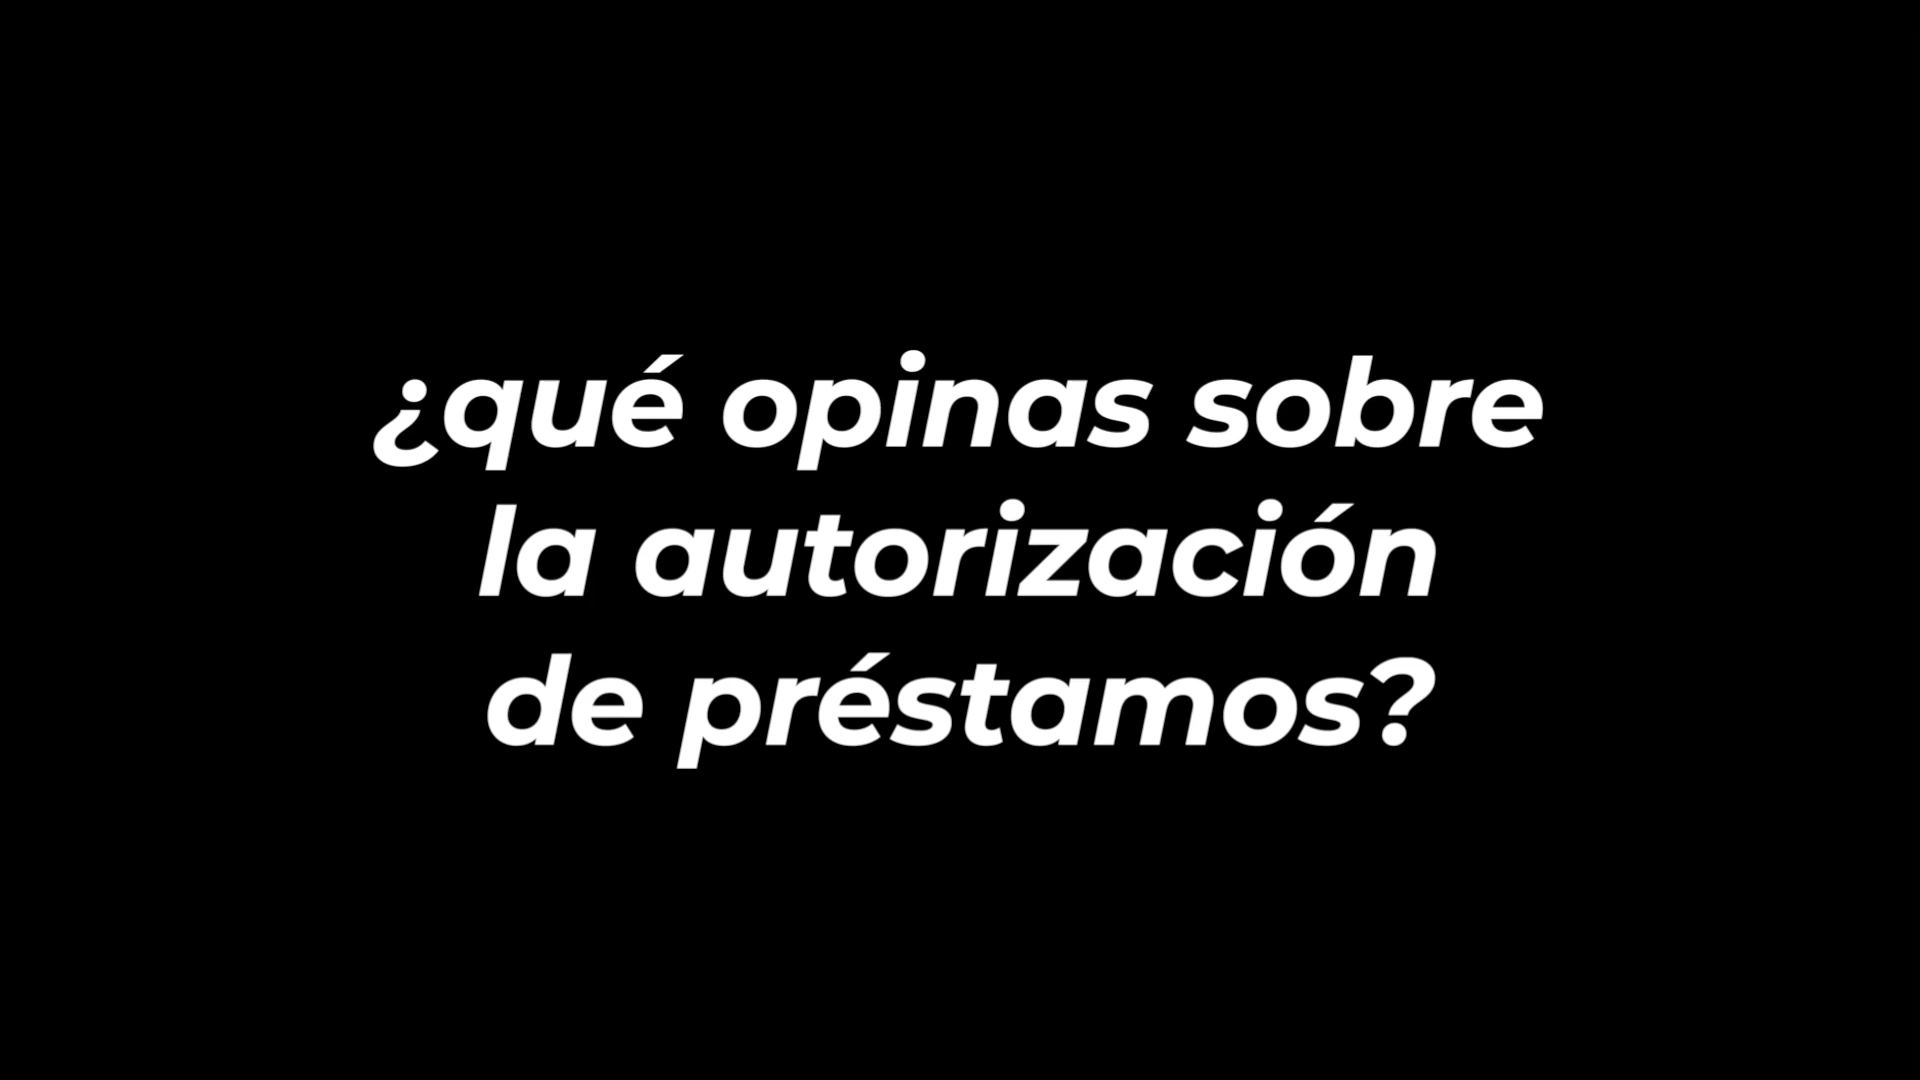 ¿qué opinas sobre
la autorización
de préstamos?